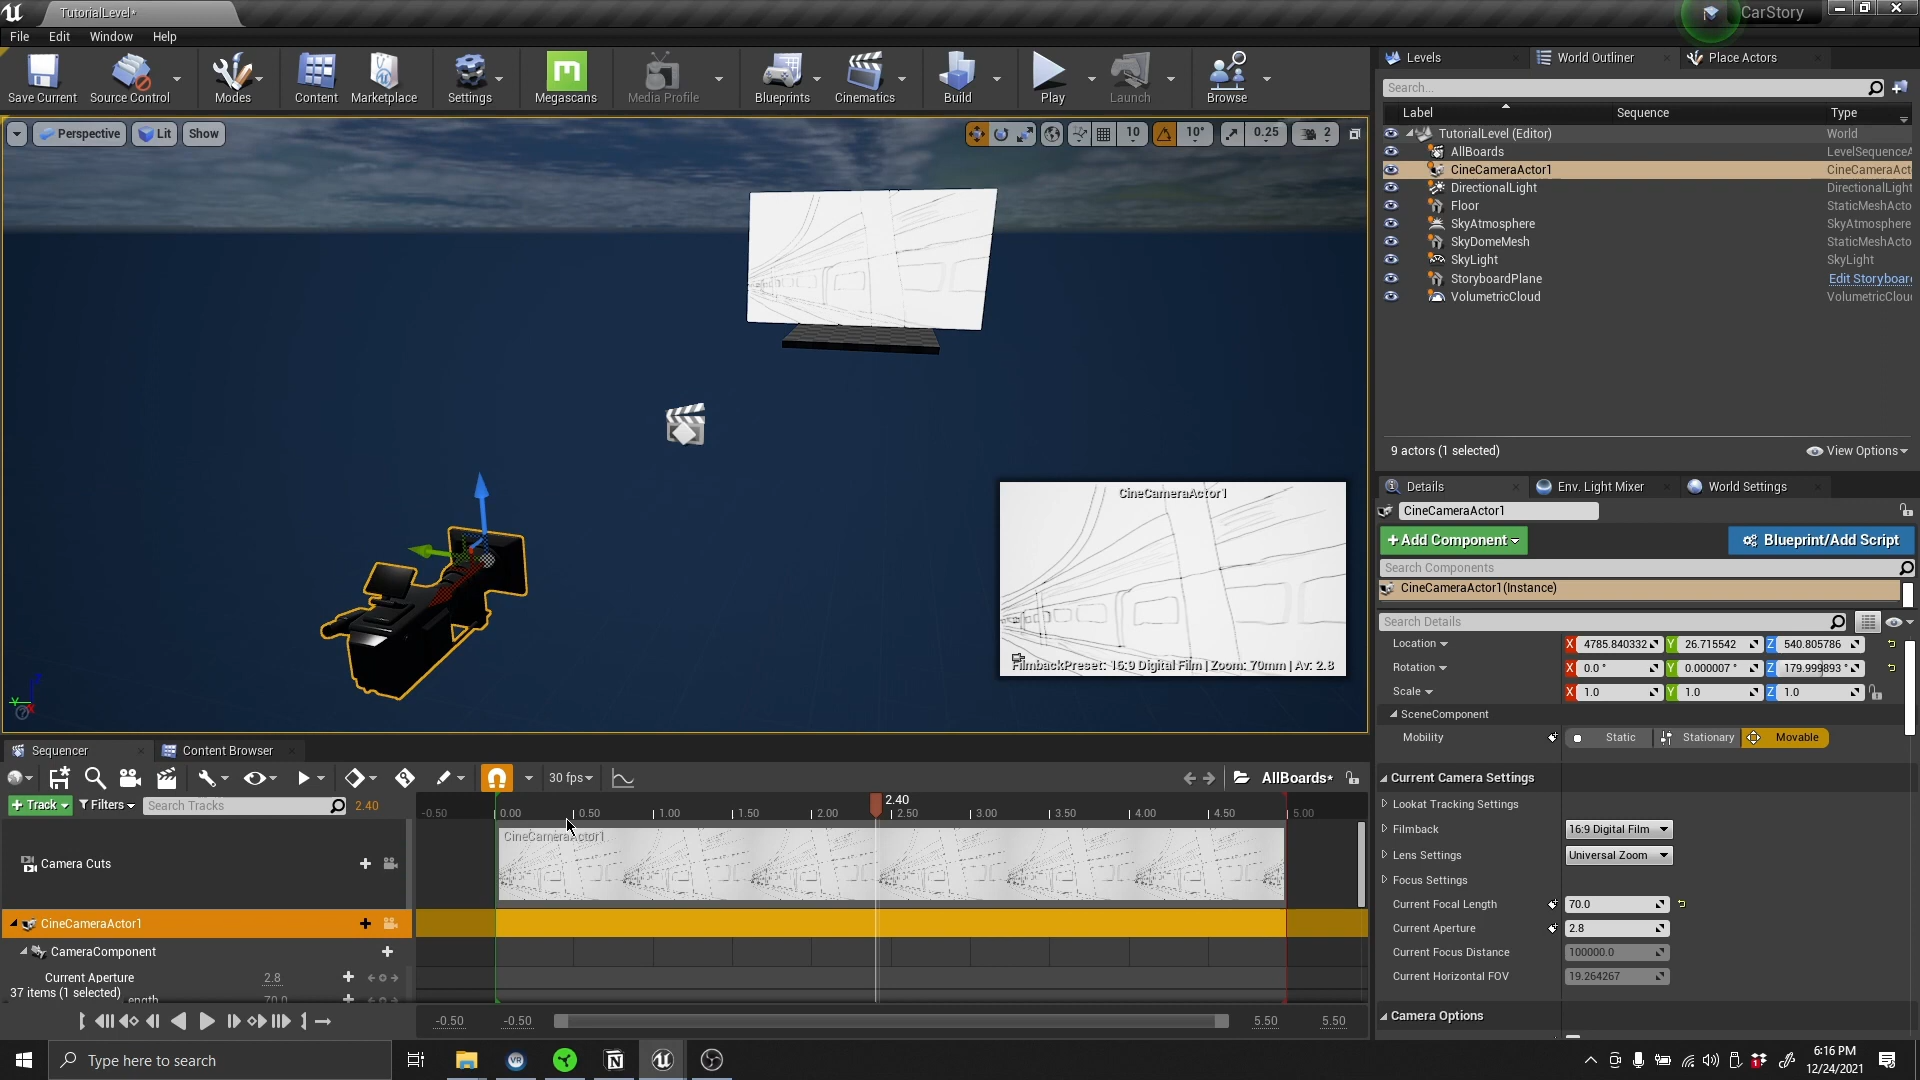 TutorialLevel*
CarStory
File Edit Window Help
Levels World Outliner Place Actors
Save Current Source Control Modes Content Marketplace Settings Megascans Media Profile Blueprints Cinematics Build Play Launch Browse
Search...
Label Sequence Type
Perspective Lit Show 10 10° 0.25 2
TutorialLevel (Editor) World
AllBoards LevelSequenceA
CineCameraActor1 CineCameraAct
DirectionalLight DirectionalLight
Floor StaticMeshActo
SkyAtmosphere SkyAtmosphere
SkyDomeMesh StaticMeshActo
SkyLight SkyLight
StoryboardPlane Edit Storyboar
VolumetricCloud VolumetricClou
9 actors (1 selected) View Options
CineCameraActor1
FilmbackPreset: 16:9 Digital Film | Zoom: 70mm | Av: 2.8
Details Env. Light Mixer World Settings
CineCameraActor1
+Add Component Blueprint/Add Script
Search Components
CineCameraActor1(Instance)
Search Details
Location X 4785.840332 Y 26.715542 Z 540.805786
Rotation X 0.0 ° Y 0.000007 ° Z 179.999893 °
Scale X 1.0 Y 1.0 Z 1.0
SceneComponent
Mobility Static Stationary Movable
Current Camera Settings
Lookat Tracking Settings
Filmback 16:9 Digital Film
Lens Settings Universal Zoom
Focus Settings
Current Focal Length 70.0
Current Aperture 2.8
Current Focus Distance 100000.0
Current Horizontal FOV 19.264267
Camera Options
Sequencer Content Browser
30 fps AllBoards*
+ Track Filters Search Tracks 2.40
2.40
-0.50 0.00 0.50 1.00 1.50 2.00 2.50 3.00 3.50 4.00 4.50 5.00
CineCameraActor1
Camera Cuts
CineCameraActor1
CameraComponent
Current Aperture 2.8
37 items (1 selected)
-0.50 -0.50 5.50 5.50
Type here to search
6:16 PM
12/24/2021